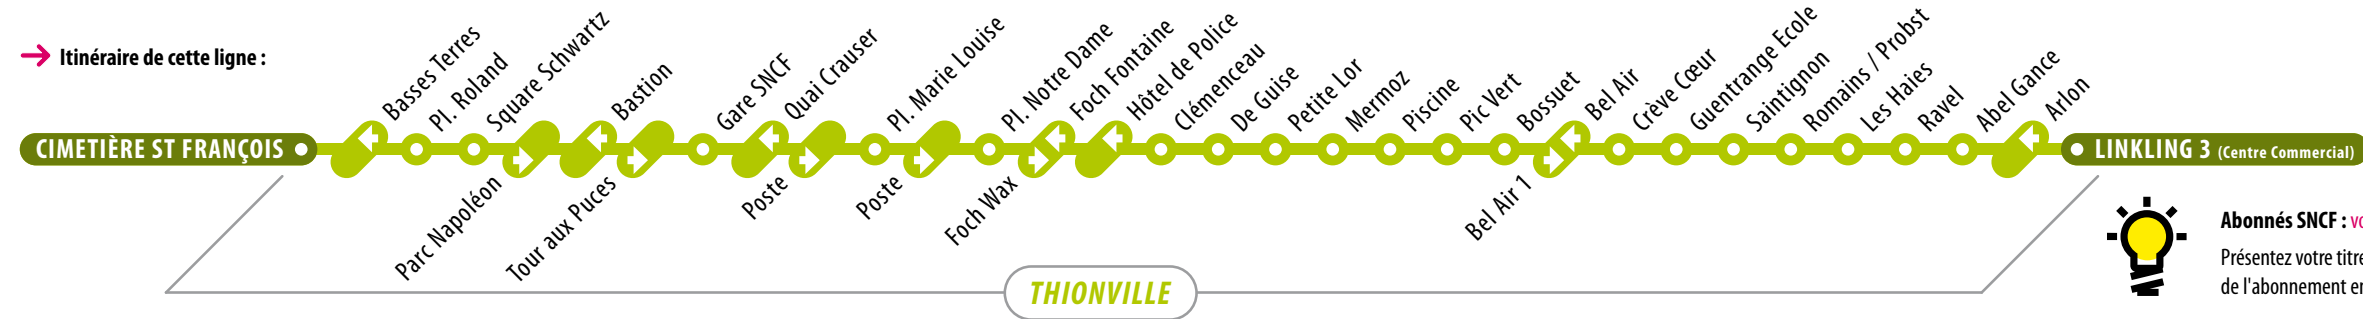 Itinéraire de cette ligne :
CIMETIÈRE ST FRANÇOIS
Basses Terres
Pl. Roland
Square Schwartz
Parc Napoléon
Bastion
Tour aux Puces
Gare SNCF
Quai Crauser
Poste
Pl. Marie Louise
Poste
Pl. Notre Dame
Foch Fontaine
Foch Wax
Hôtel de Police
Clémenceau
De Guise
Petite Lor
Mermoz
Piscine
Pic Vert
Bossuet
Bel Air
Bel Air 1
Crève Cœur
Guentrange Ecole
Saintignon
Romains / Probst
Les Haies
Ravel
Abel Gance
Arlon
LINKLING 3 (Centre Commercial)
THIONVILLE
Abonnés SNCF :
Présentez votre titre
de l'abonnement